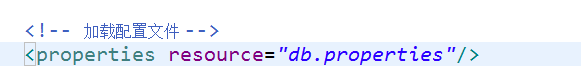 <!-- 加载配置文件 -->
<properties resource="db.properties"/>